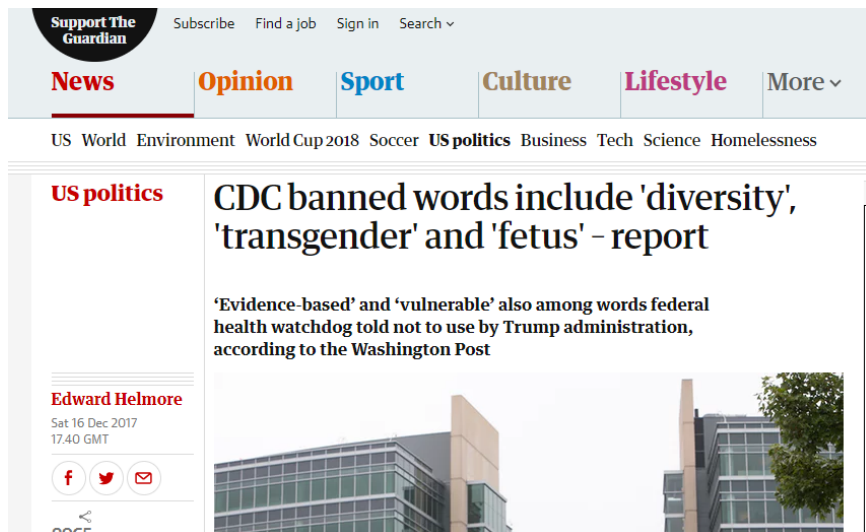 Support The
Guardian
Subscribe Find a job Sign in Search
News Opinion Sport Culture Lifestyle More
US World Environment World Cup 2018 Soccer US politics Business Tech Science Homelessness
US politics
CDC banned words include 'diversity',
'transgender' and 'fetus' – report
‘Evidence-based’ and ‘vulnerable’ also among words federal
health watchdog told not to use by Trump administration,
according to the Washington Post
Edward Helmore
Sat 16 Dec 2017
17.40 GMT